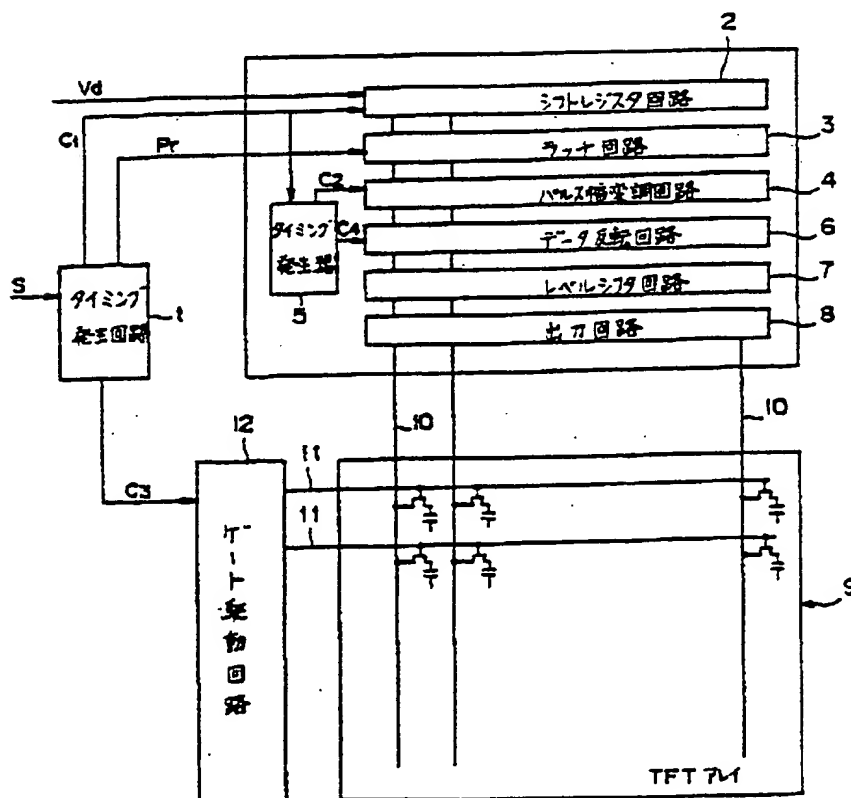 2
Vd
シフトレジスタ回路
C1
3
Pr
ラッチ回路
C2
4
パルス幅変調回路
タイミング
発生器
C4
6
データ反転回路
5
7
レベルシフタ回路
S
タイミング
発生回路
1
8
出力回路
12
10
10
11
C3
11
ゲート駆動回路
9
TFTアレイ